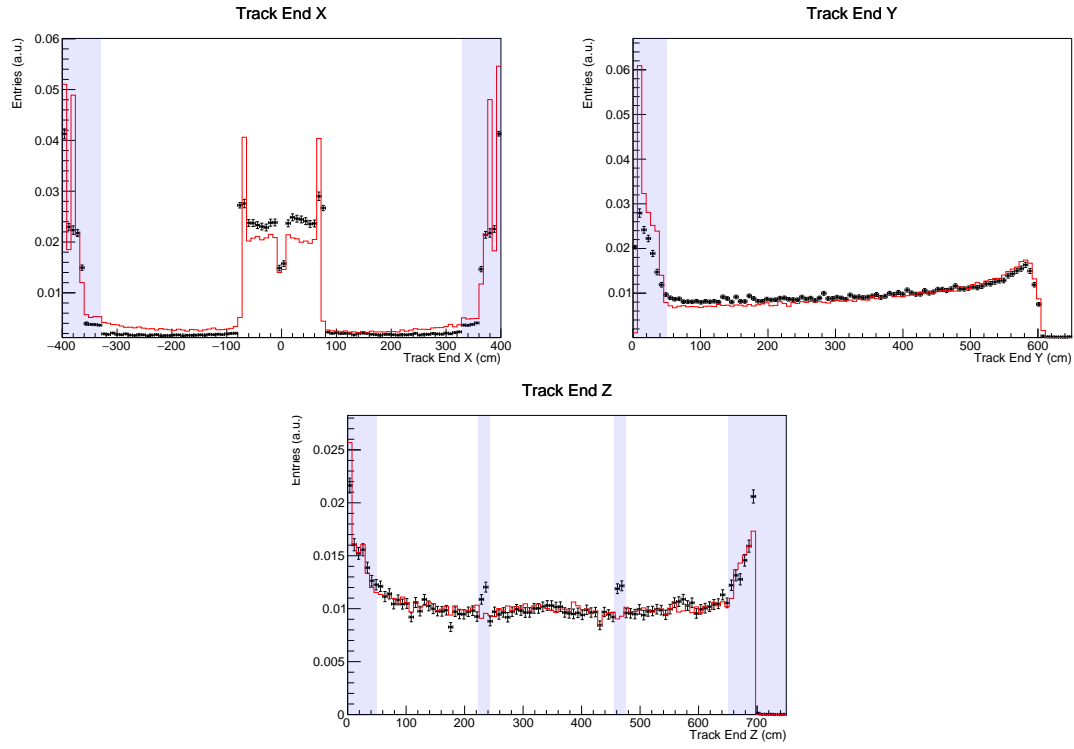 Track End X
Entries (a.u.)
0.06
0.05
0.04
0.03
0.02
0.01
−400 −300 −200 −100 0 100 200 300 400
Track End X (cm)
Track End Y
Entries (a.u.)
0.06
0.05
0.04
0.03
0.02
0.01
0 100 200 300 400 500 600
Track End Y (cm)
Track End Z
Entries (a.u.)
0.025
0.02
0.015
0.01
0.005
0
0 100 200 300 400 500 600 700
Track End Z (cm)